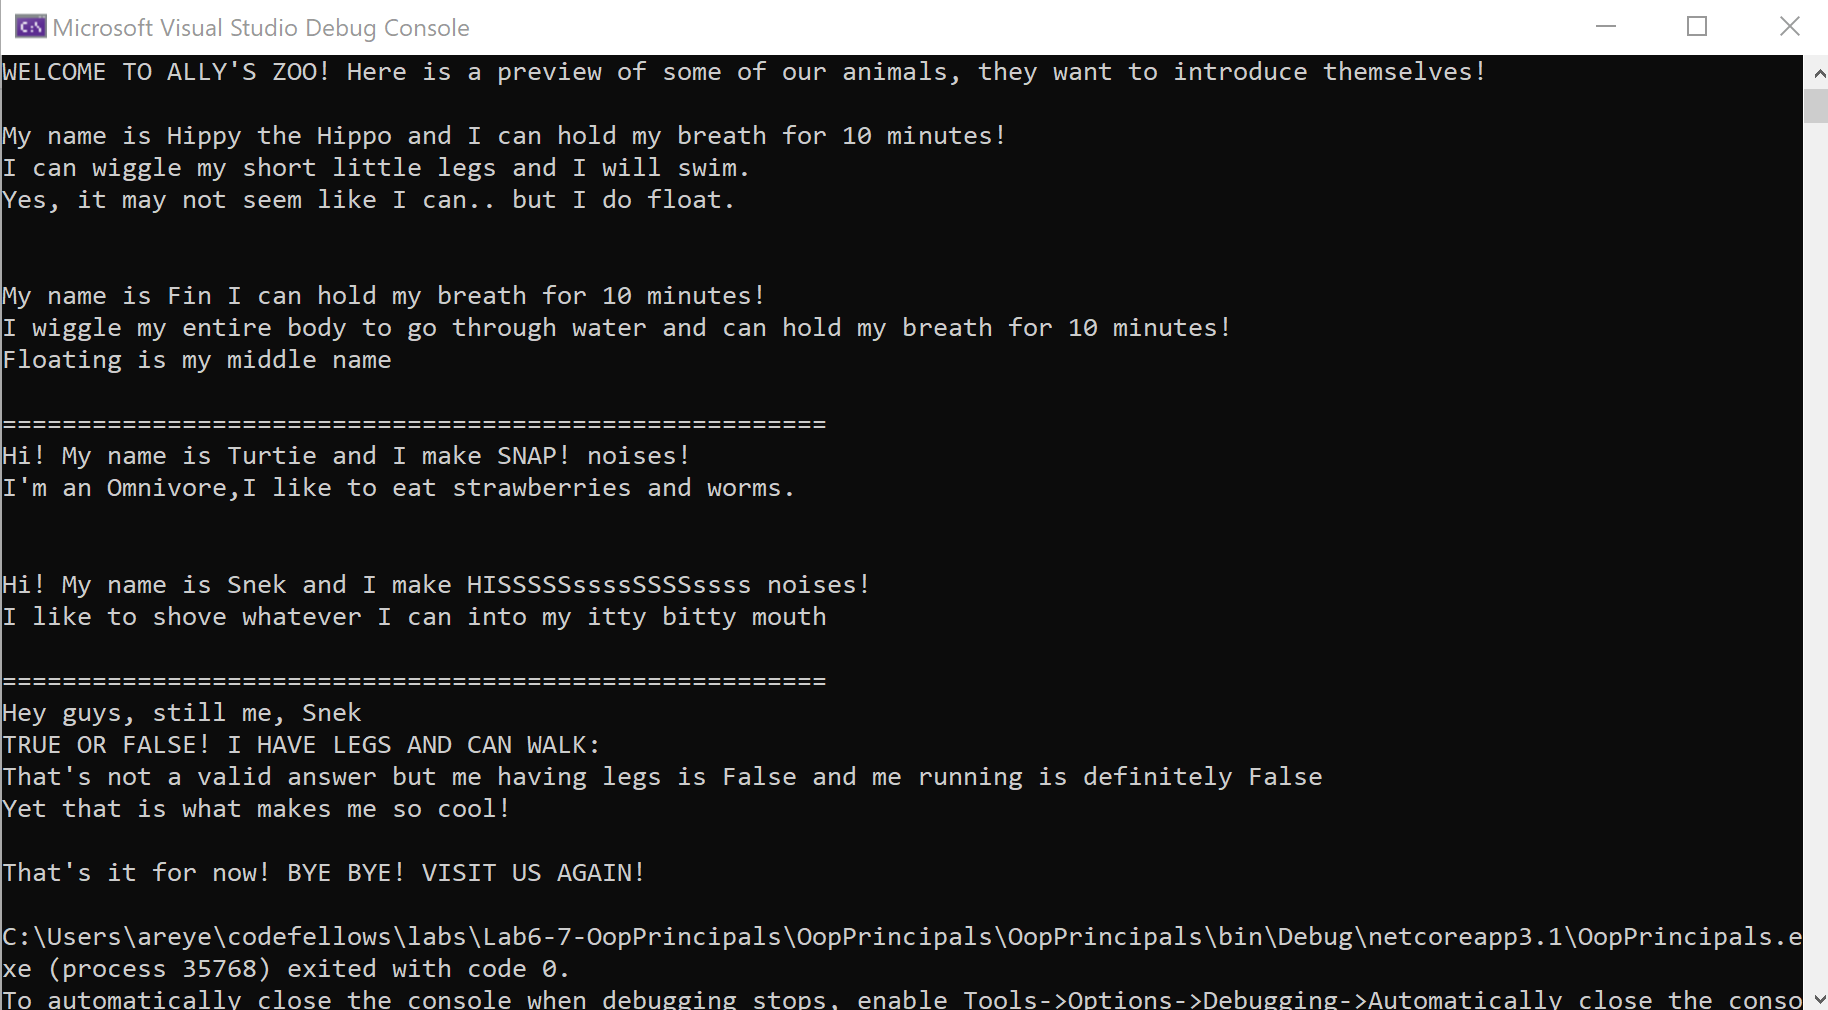 Microsoft Visual Studio Debug Console
WELCOME TO ALLY'S ZOO! Here is a preview of some of our animals, they want to introduce themselves!
My name is Hippy the Hippo and I can hold my breath for 10 minutes!
I can wiggle my short little legs and I will swim.
Yes, it may not seem like I can.. but I do float.
My name is Fin I can hold my breath for 10 minutes!
I wiggle my entire body to go through water and can hold my breath for 10 minutes!
Floating is my middle name
=======================================================
Hi! My name is Turtie and I make SNAP! noises!
I'm an Omnivore,I like to eat strawberries and worms.
Hi! My name is Snek and I make HISSSSSssssSSSSssss noises!
I like to shove whatever I can into my itty bitty mouth
=======================================================
Hey guys, still me, Snek
TRUE OR FALSE! I HAVE LEGS AND CAN WALK:
That's not a valid answer but me having legs is False and me running is definitely False
Yet that is what makes me so cool!
That's it for now! BYE BYE! VISIT US AGAIN!
C:\Users\areye\codefellows\labs\Lab6-7-OopPrincipals\OopPrincipals\OopPrincipals\bin\Debug\netcoreapp3.1\OopPrincipals.e
xe (process 35768) exited with code 0.
To automatically close the console when debugging stops, enable Tools->Options->Debugging->Automatically close the conso